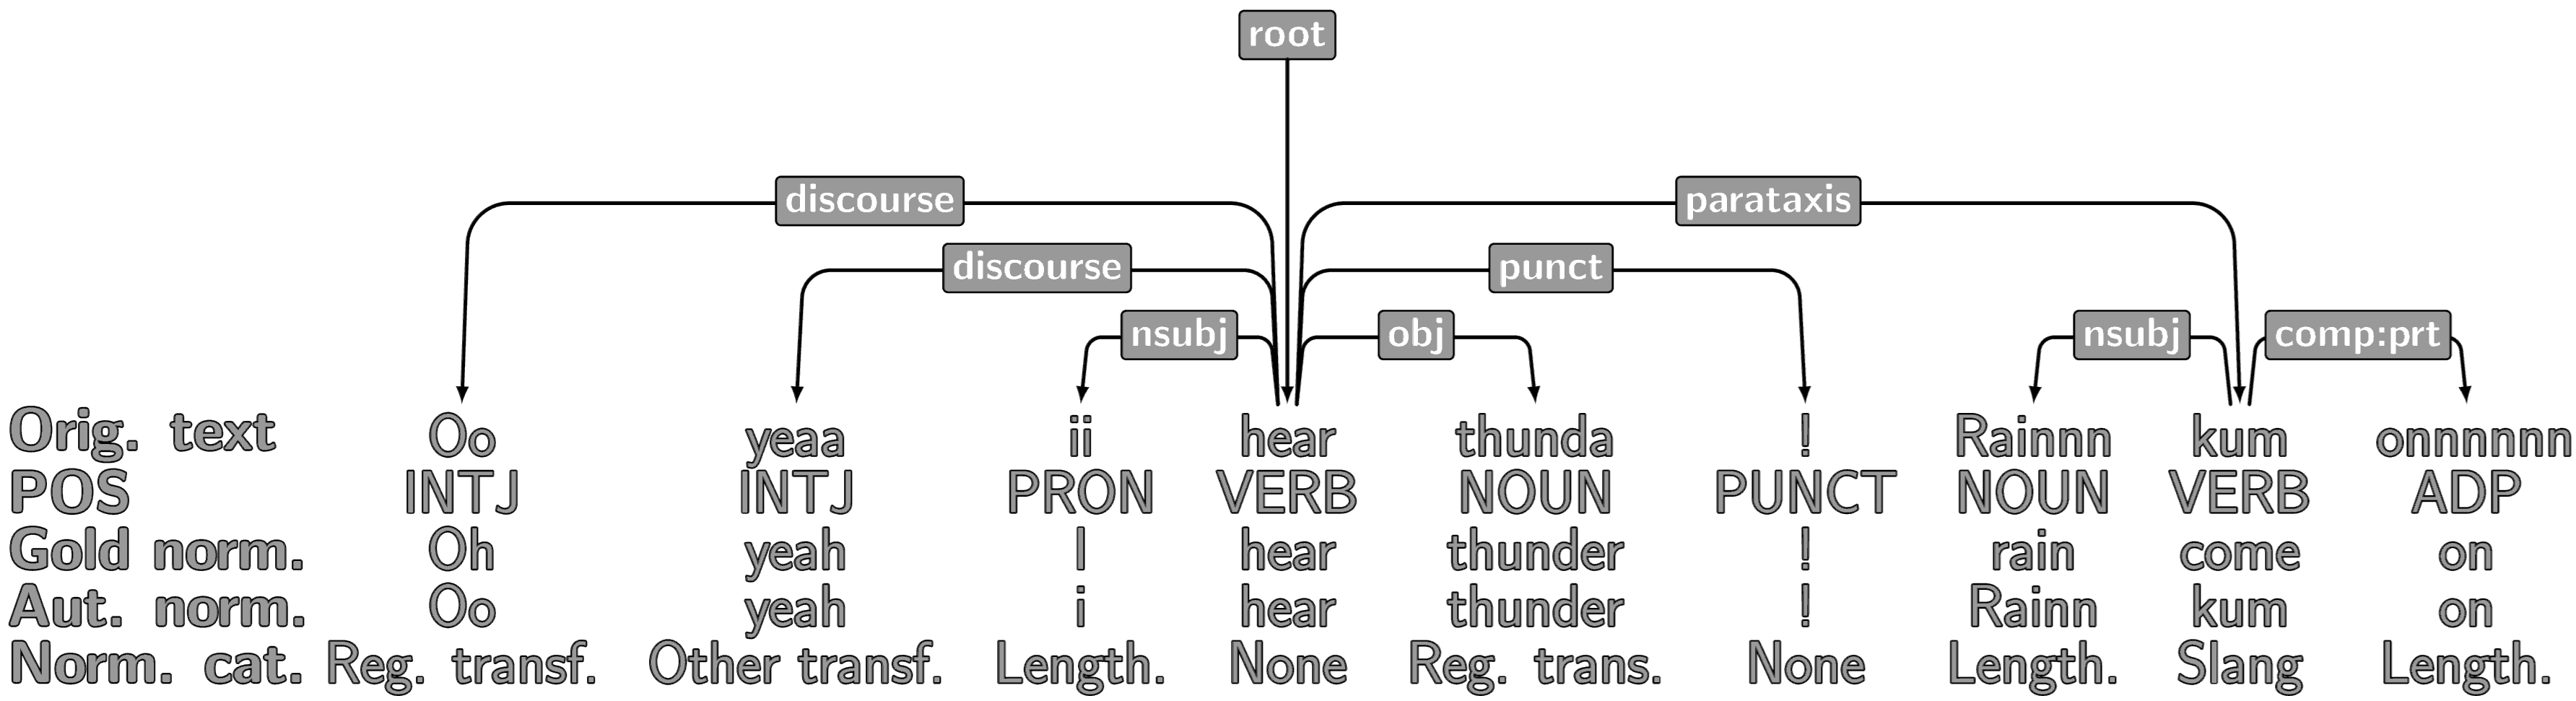 root
discourse parataxis
discourse punct
nsubj obj nsubj comp:prt
Orig. text Oo yeaa ii hear thunda ! Rainnn kum onnnnnn
POS INTJ INTJ PRON VERB NOUN PUNCT NOUN VERB ADP
Gold norm. Oh yeah I hear thunder ! rain come on
Aut. norm. Oo yeah i hear thunder ! Rainn kum on
Norm. cat. Reg. transf. Other transf. Length. None Reg. trans. None Length. Slang Length.